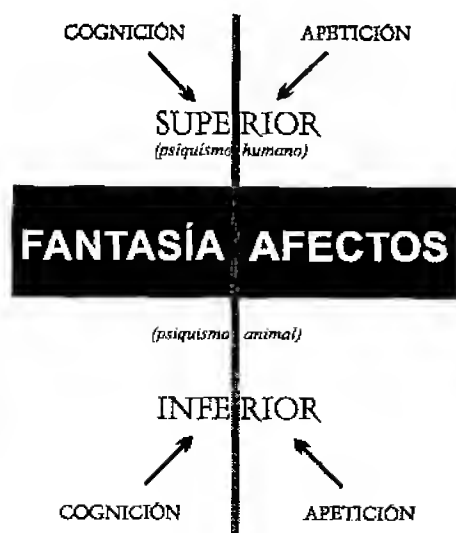 COGNICIÓN APETICIÓN
SUPERIOR
(psiquismo humano)
FANTASÍA AFECTOS
(psiquismo animal)
INFERIOR
COGNICIÓN APETICIÓN